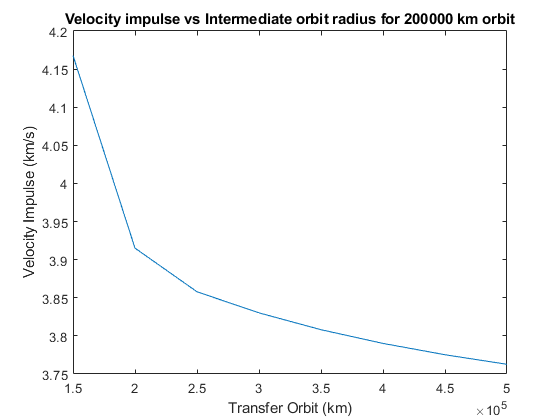 Velocity impulse vs Intermediate orbit radius for 200000 km orbit
4.2
4.15
4.1
4.05
4
3.95
3.9
3.85
3.8
3.75
Velocity Impulse (km/s)
1.5 2 2.5 3 3.5 4 4.5 5
Transfer Orbit (km)
×10^5